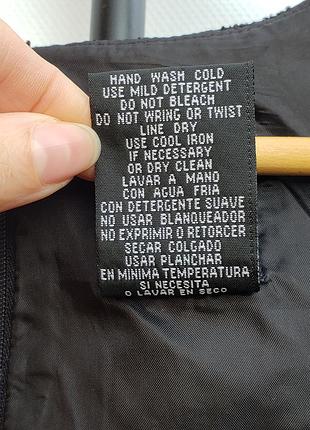 HAND WASH COLD
USE MILD DETERGENT
DO NOT BLEACH
DO NOT WRING OR TWIST
LINE DRY
USE COOL IRON
IF NECESSARY
OR DRY CLEAN
LAVAR A MANO
CON AGUA FRIA
CON DETERGENTE SUAVE
NO USAR BLANQUEADOR
NO EXPRIMIR O RETORCER
SECAR COLGADO
USAR PLANCHAR
EN MINIMA TEMPERATURA
SI NECESITA
O LAVAR EN SECO